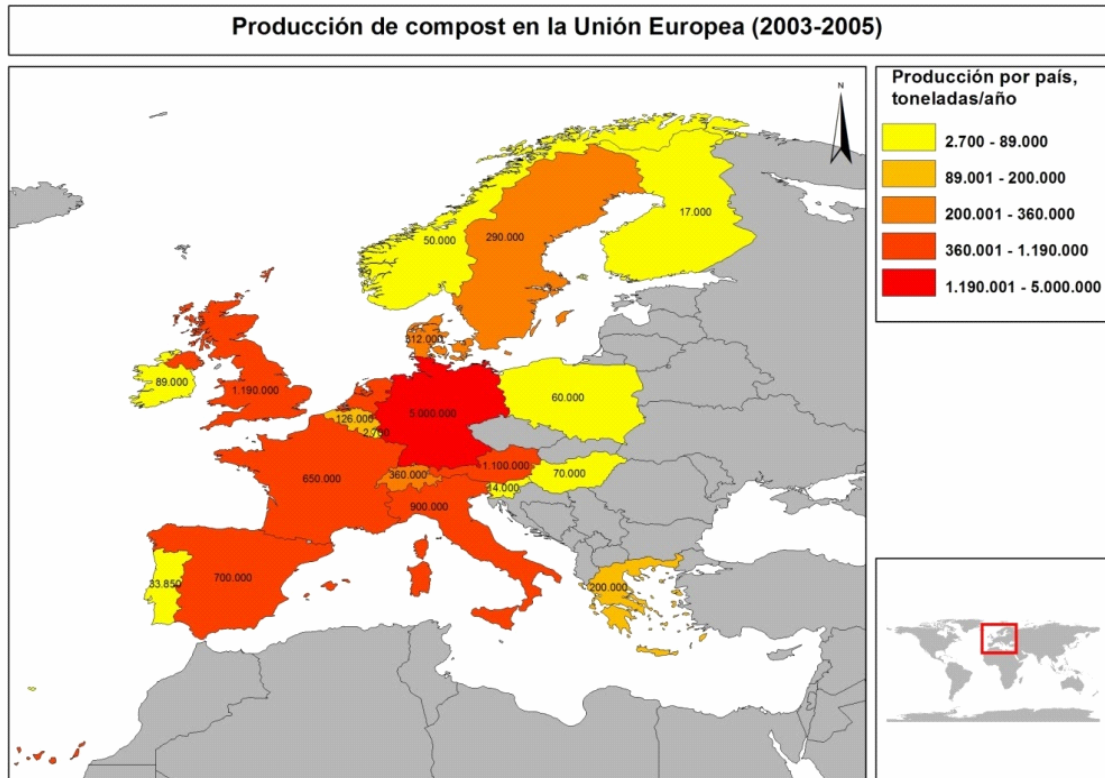 Producción de compost en la Unión Europea (2003-2005)
Producción por país,
toneladas/año
2.700 - 89.000
89.001 - 200.000
200.001 - 360.000
360.001 - 1.190.000
1.190.001 - 5.000.000
N
17.000
50.000
290.000
312.000
89.000
1.190.000
60.000
5.000.000
126.000
2.700
1.100.000
70.000
650.000
360.000
14.000
900.000
33.850
700.000
200.000